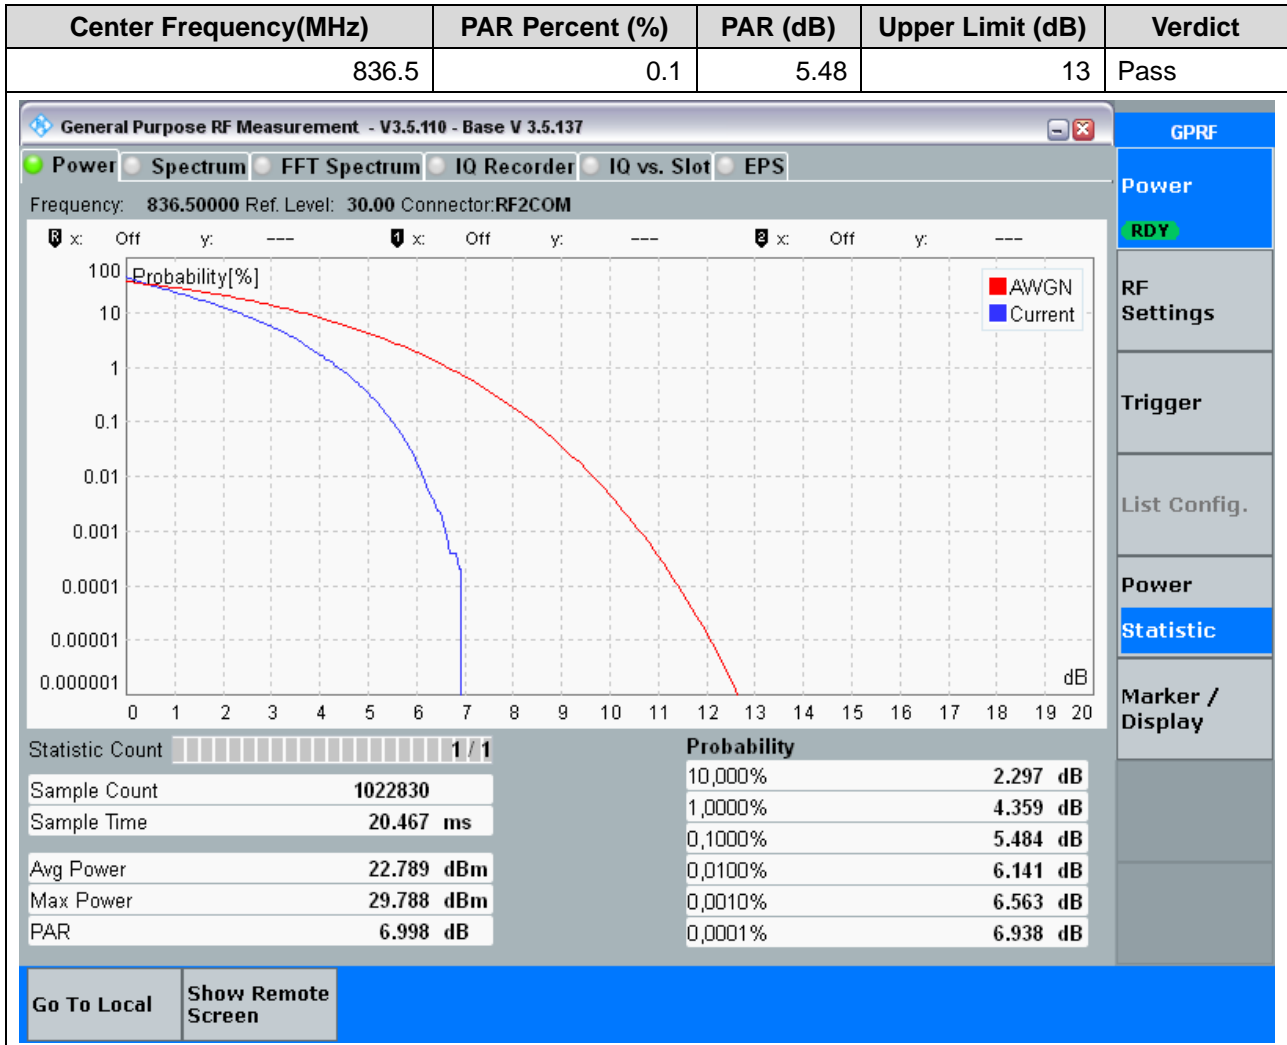 Center Frequency(MHz) PAR Percent (%) PAR (dB) Upper Limit (dB) Verdict
836.5 0.1 5.48 13 Pass
General Purpose RF Measurement - V3.5.110 - Base V 3.5.137
GPRF
Power Spectrum FFT Spectrum IQ Recorder IQ vs. Slot EPS
Frequency: 836.50000 Ref. Level: 30.00 Connector:RF2COM
R x: Off y: --- 1 x: Off y: --- 2 x: Off y: ---
Probability[%]
AWGN
Current
100
10
1
0.1
0.01
0.001
0.0001
0.00001
0.000001
dB
0 1 2 3 4 5 6 7 8 9 10 11 12 13 14 15 16 17 18 19 20
Statistic Count 1 / 1
Sample Count 1022830
Sample Time 20.467 ms
Avg Power 22.789 dBm
Max Power 29.788 dBm
PAR 6.998 dB
Probability
10,000% 2.297 dB
1,0000% 4.359 dB
0,1000% 5.484 dB
0,0100% 6.141 dB
0,0010% 6.563 dB
0,0001% 6.938 dB
Power
RDY
RF
Settings
Trigger
List Config.
Power
Statistic
Marker /
Display
Go To Local
Show Remote
Screen